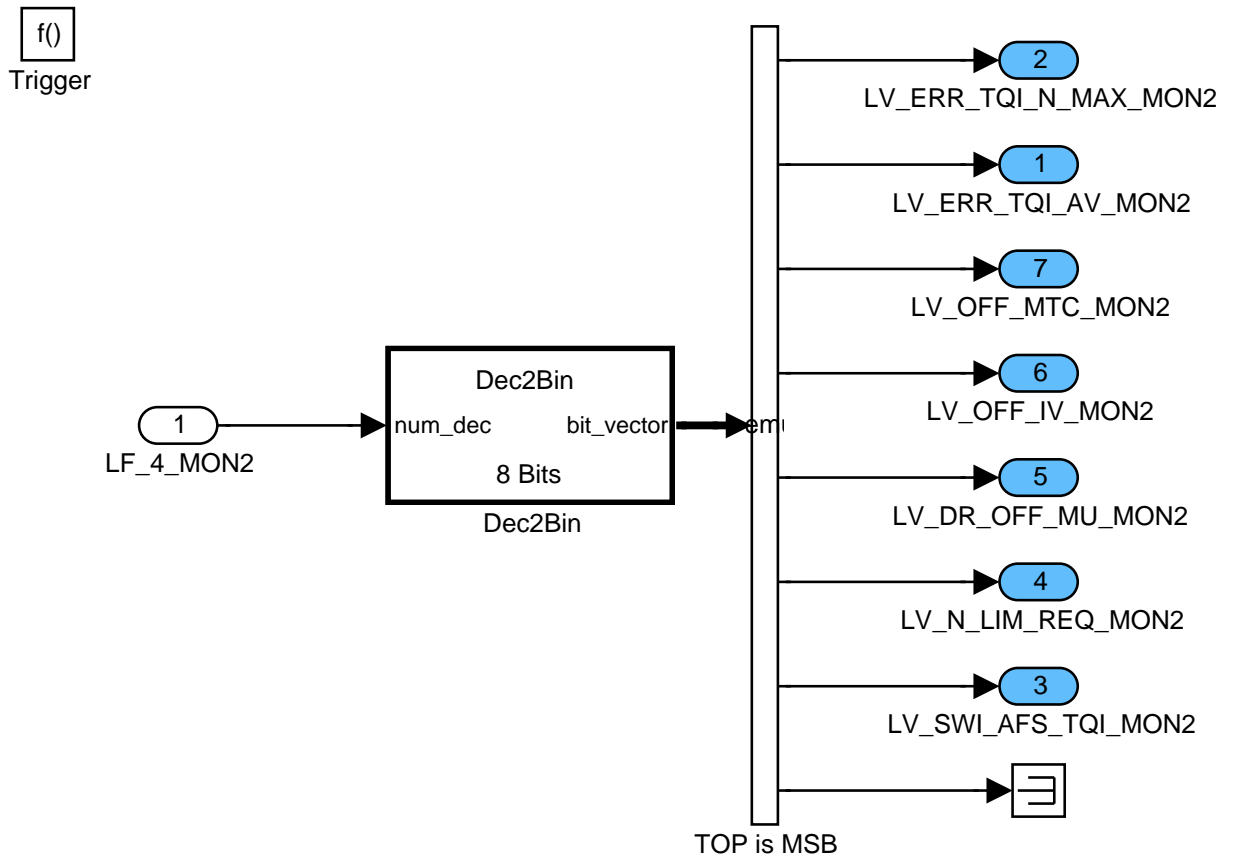 f()
Trigger
2
LV_ERR_TQI_N_MAX_MON2
1
LV_ERR_TQI_AV_MON2
7
LV_OFF_MTC_MON2
6
LV_OFF_IV_MON2
1
LF_4_MON2
Dec2Bin
num_dec
bit_vector
8 Bits
Dec2Bin
emu
5
LV_DR_OFF_MU_MON2
4
LV_N_LIM_REQ_MON2
3
LV_SWI_AFS_TQI_MON2
TOP is MSB